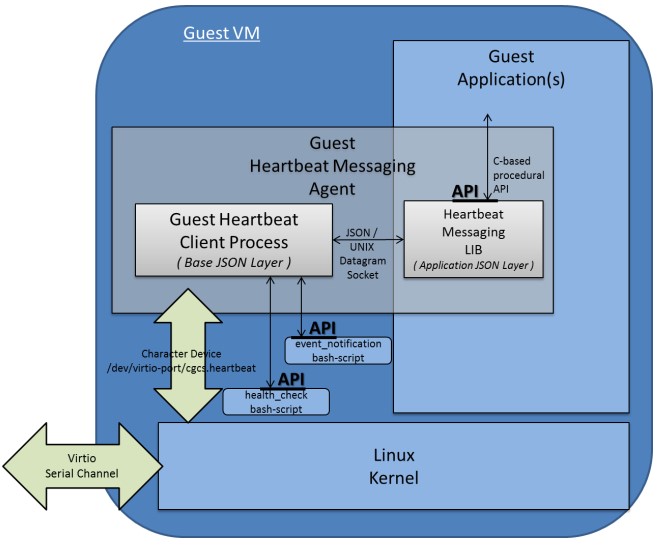 Guest VM
Guest
Application(s)
Guest
Heartbeat Messaging
Agent
C-based
procedural
API
API
Guest Heartbeat
Client Process
( Base JSON Layer )
JSON /
UNIX
Datagram
Socket
Heartbeat
Messaging
LIB
( Application JSON Layer )
API
event_notification
bash-script
Character Device
/dev/virtio-port/cgcs.heartbeat
API
health_check
bash-script
Virtio
Serial Channel
Linux
Kernel